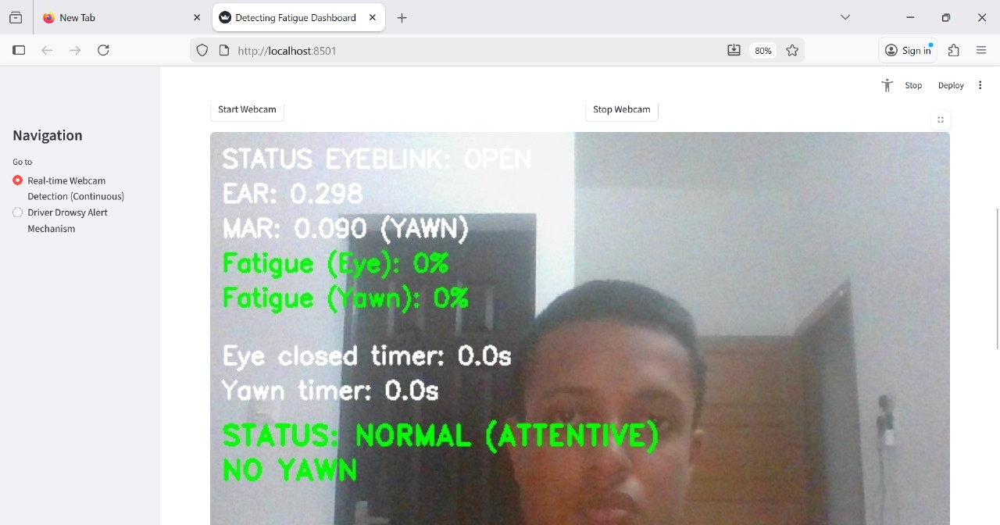 New Tab
Detecting Fatigue Dashboard
http://localhost:8501
80%
Sign in
Stop
Deploy
Start Webcam
Stop Webcam
Navigation
Go to
Real-time Webcam
Detection (Continuous)
Driver Drowsy Alert
Mechanism
STATUS EYEBLINK: OPEN
EAR: 0.298
MAR: 0.090 (YAWN)
Fatigue (Eye): 0%
Fatigue (Yawn): 0%
Eye closed timer: 0.0s
Yawn timer: 0.0s
STATUS: NORMAL (ATTENTIVE)
NO YAWN